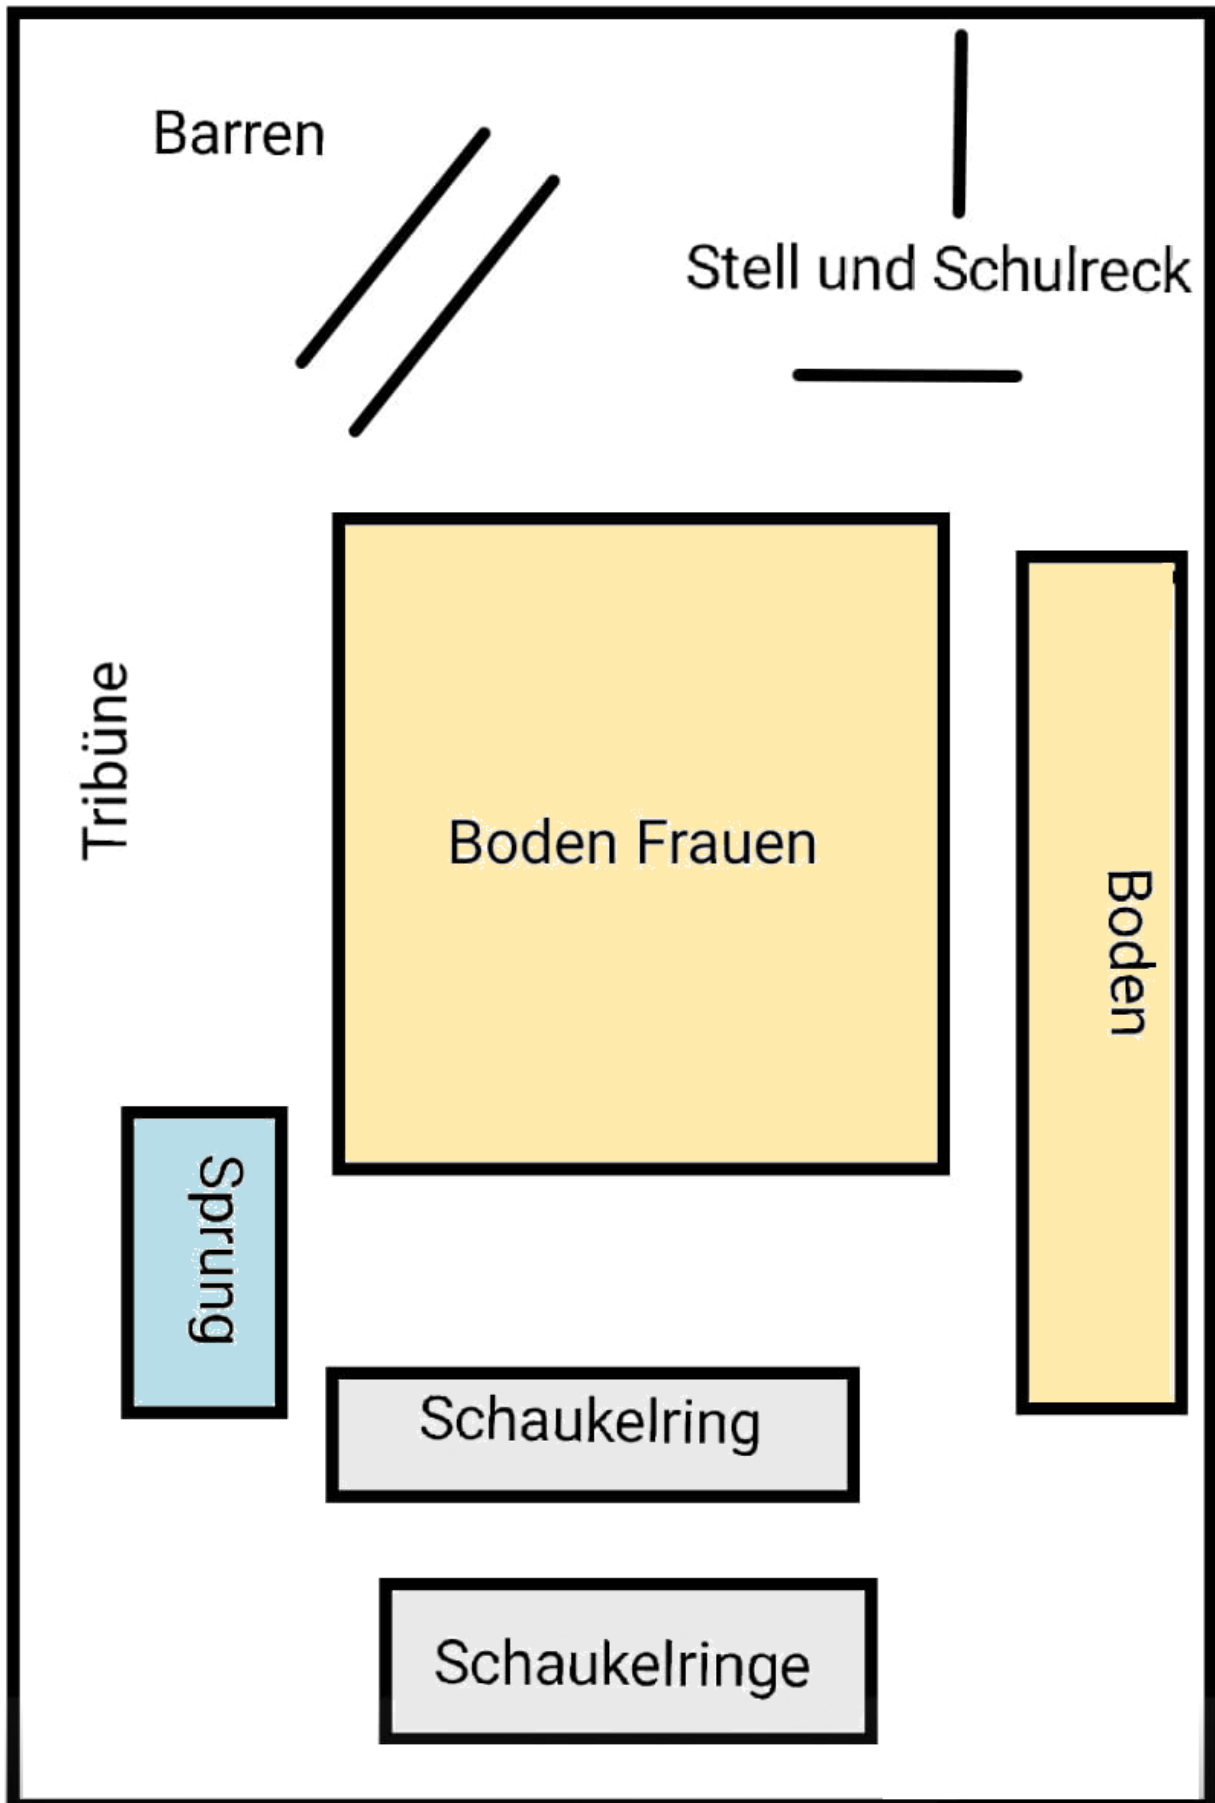 Barren
Stell und Schulreck
Tribüne
Boden Frauen
Boden
Sprung
Schaukelring
Schaukelringe